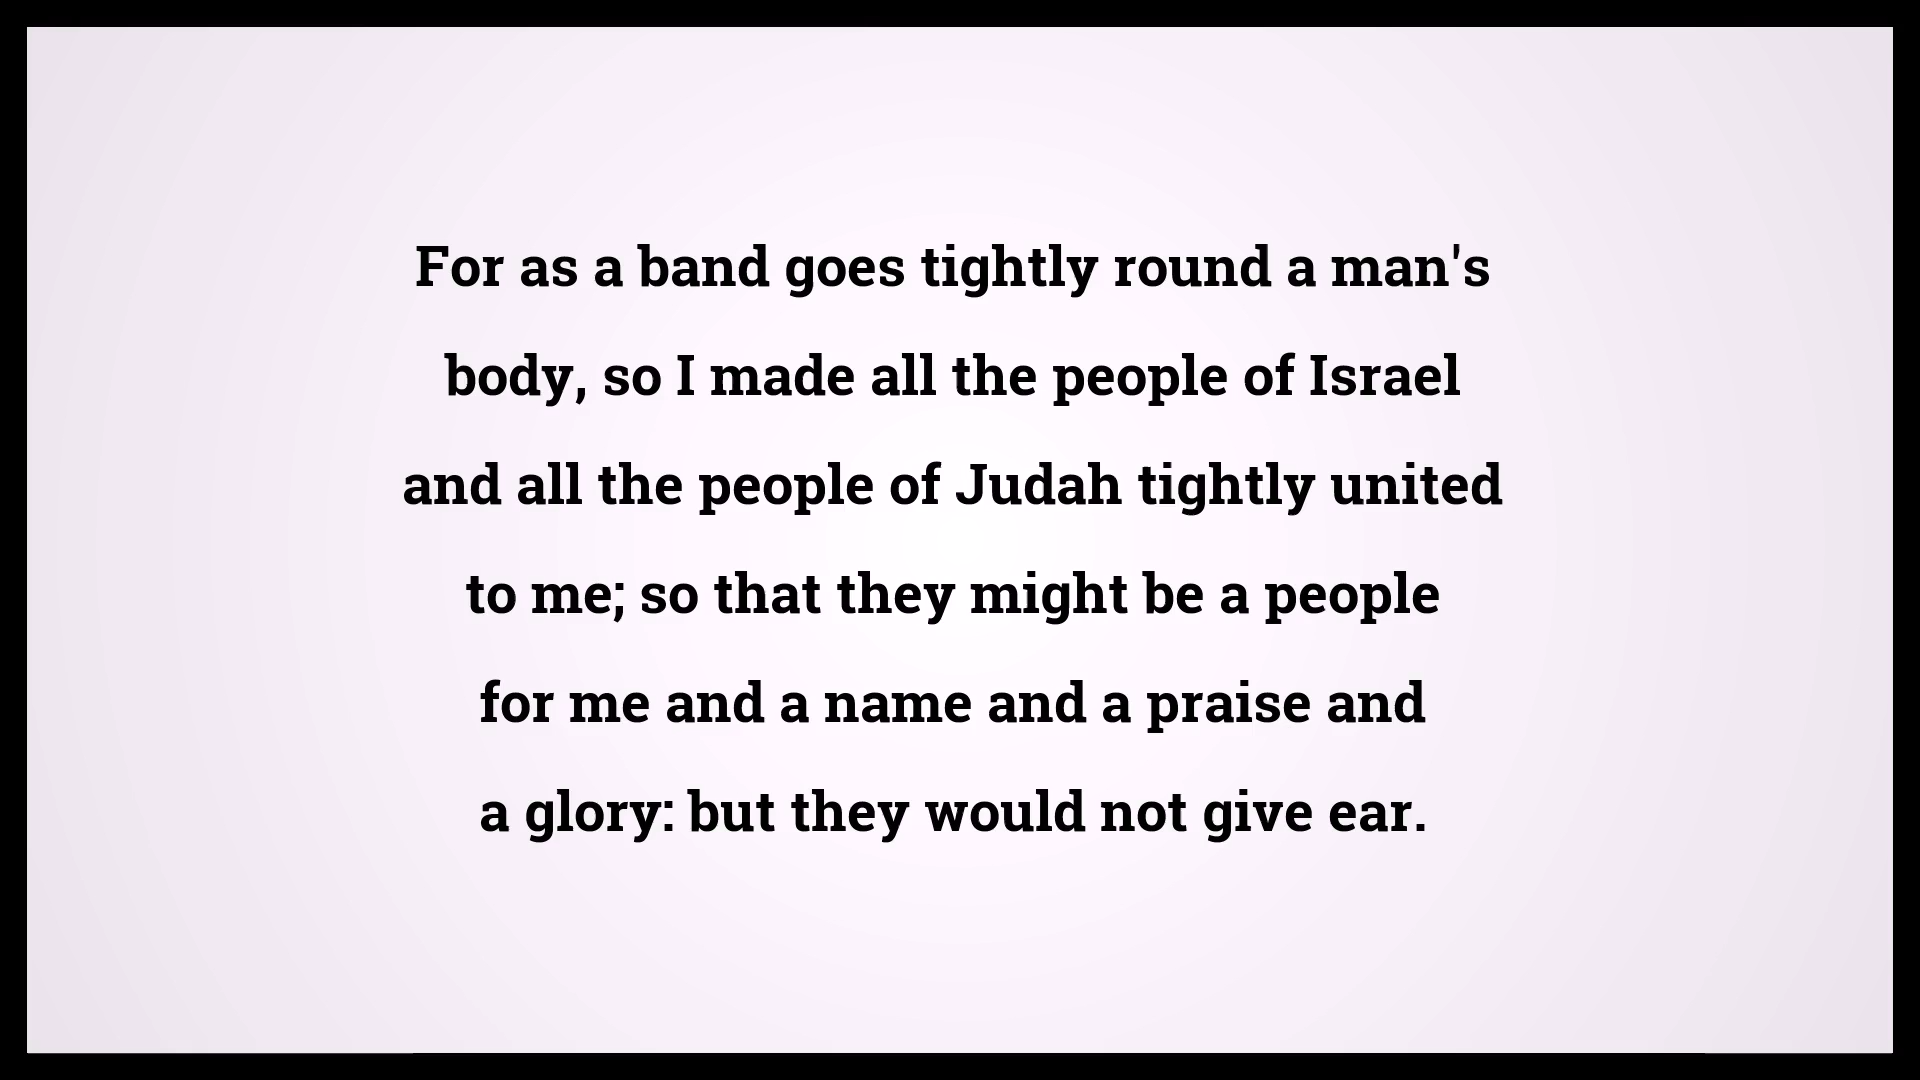 For as a band goes tightly round a man's
body, so I made all the people of Israel
and all the people of Judah tightly united
to me; so that they might be a people
for me and a name and a praise and
a glory: but they would not give ear.